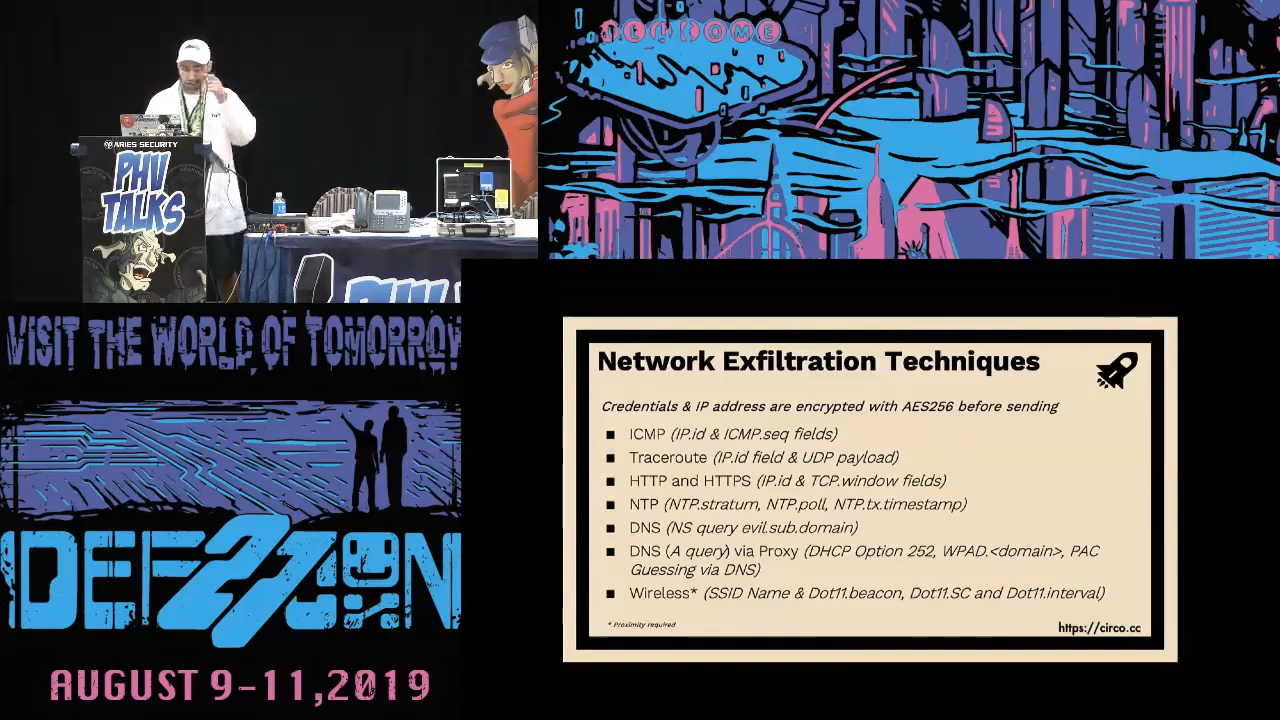 WELCOME
ARIES SECURITY
PHV
TALKS
VISIT THE WORLD OF TOMORROW
DEF CON
27
AUGUST 9-11,2019
Network Exfiltration Techniques
Credentials & IP address are encrypted with AES256 before sending
■ ICMP (IP.id & ICMP.seq fields)
■ Traceroute (IP.id field & UDP payload)
■ HTTP and HTTPS (IP.id & TCP.window fields)
■ NTP (NTP.stratum, NTP.poll, NTP.tx.timestamp)
■ DNS (NS query evil.sub.domain)
■ DNS (A query) via Proxy (DHCP Option 252, WPAD.<domain>, PAC
Guessing via DNS)
■ Wireless* (SSID Name & Dot11.beacon, Dot11.SC and Dot11.interval)
* Proximity required
https://circo.cc